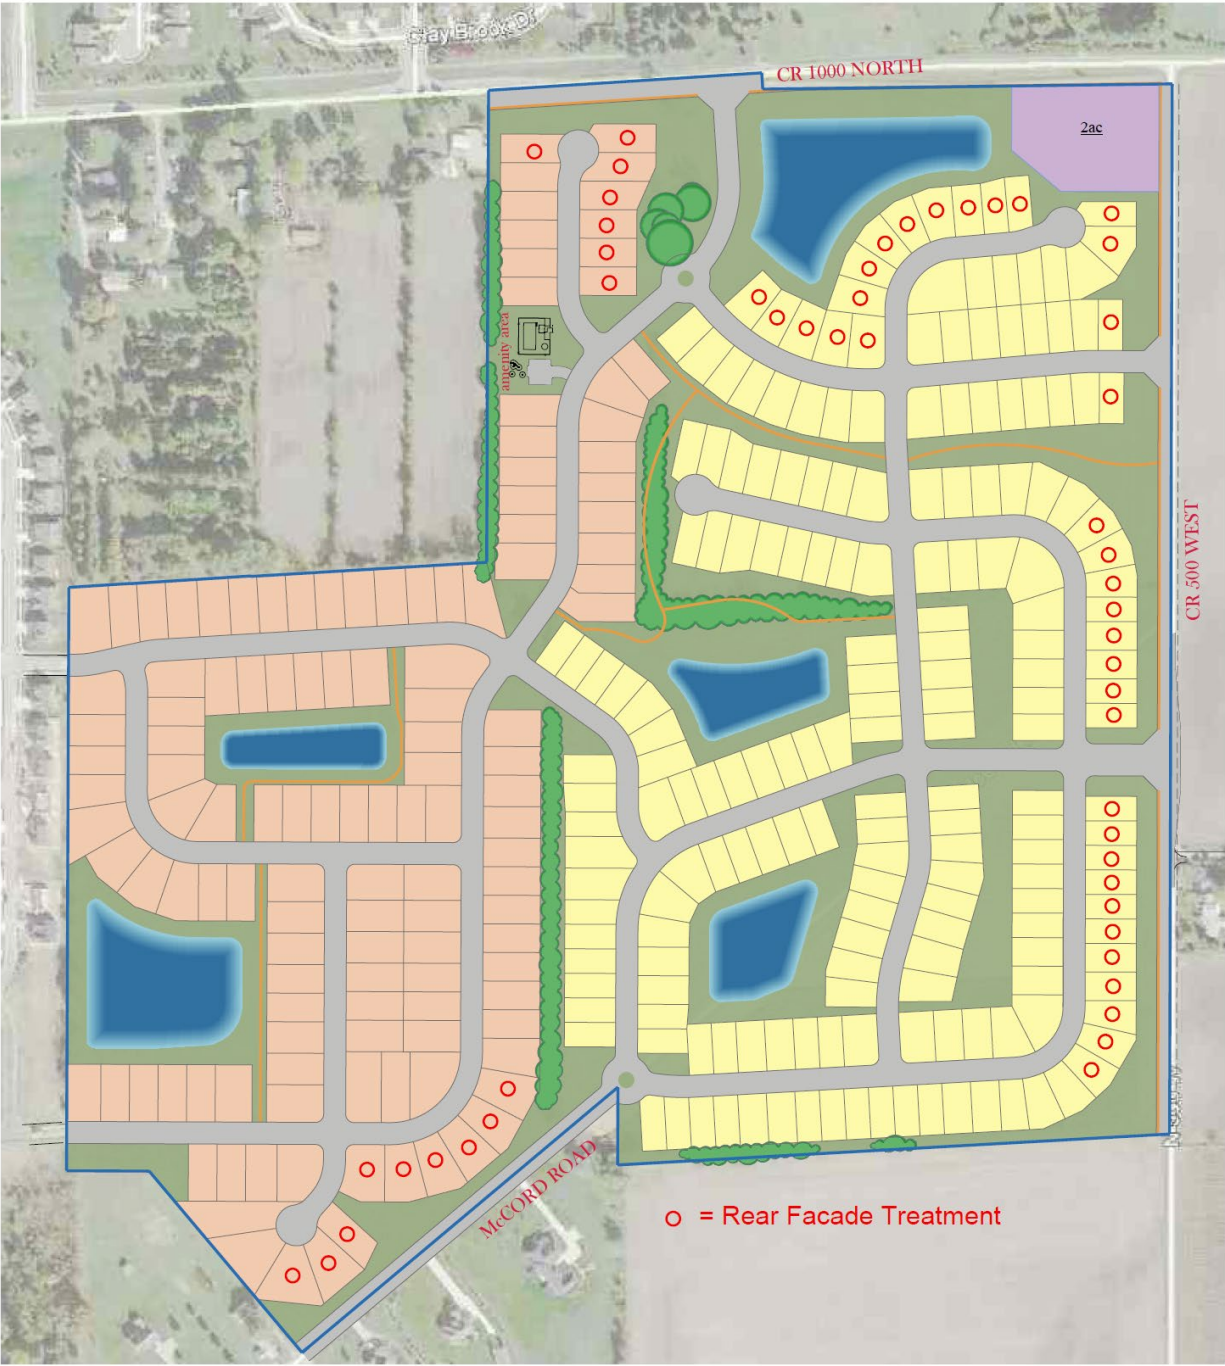 Clay Brook Dr
CR 1000 NORTH
2ac
amenity area
CR 500 WEST
McCORD ROAD
= Rear Facade Treatment